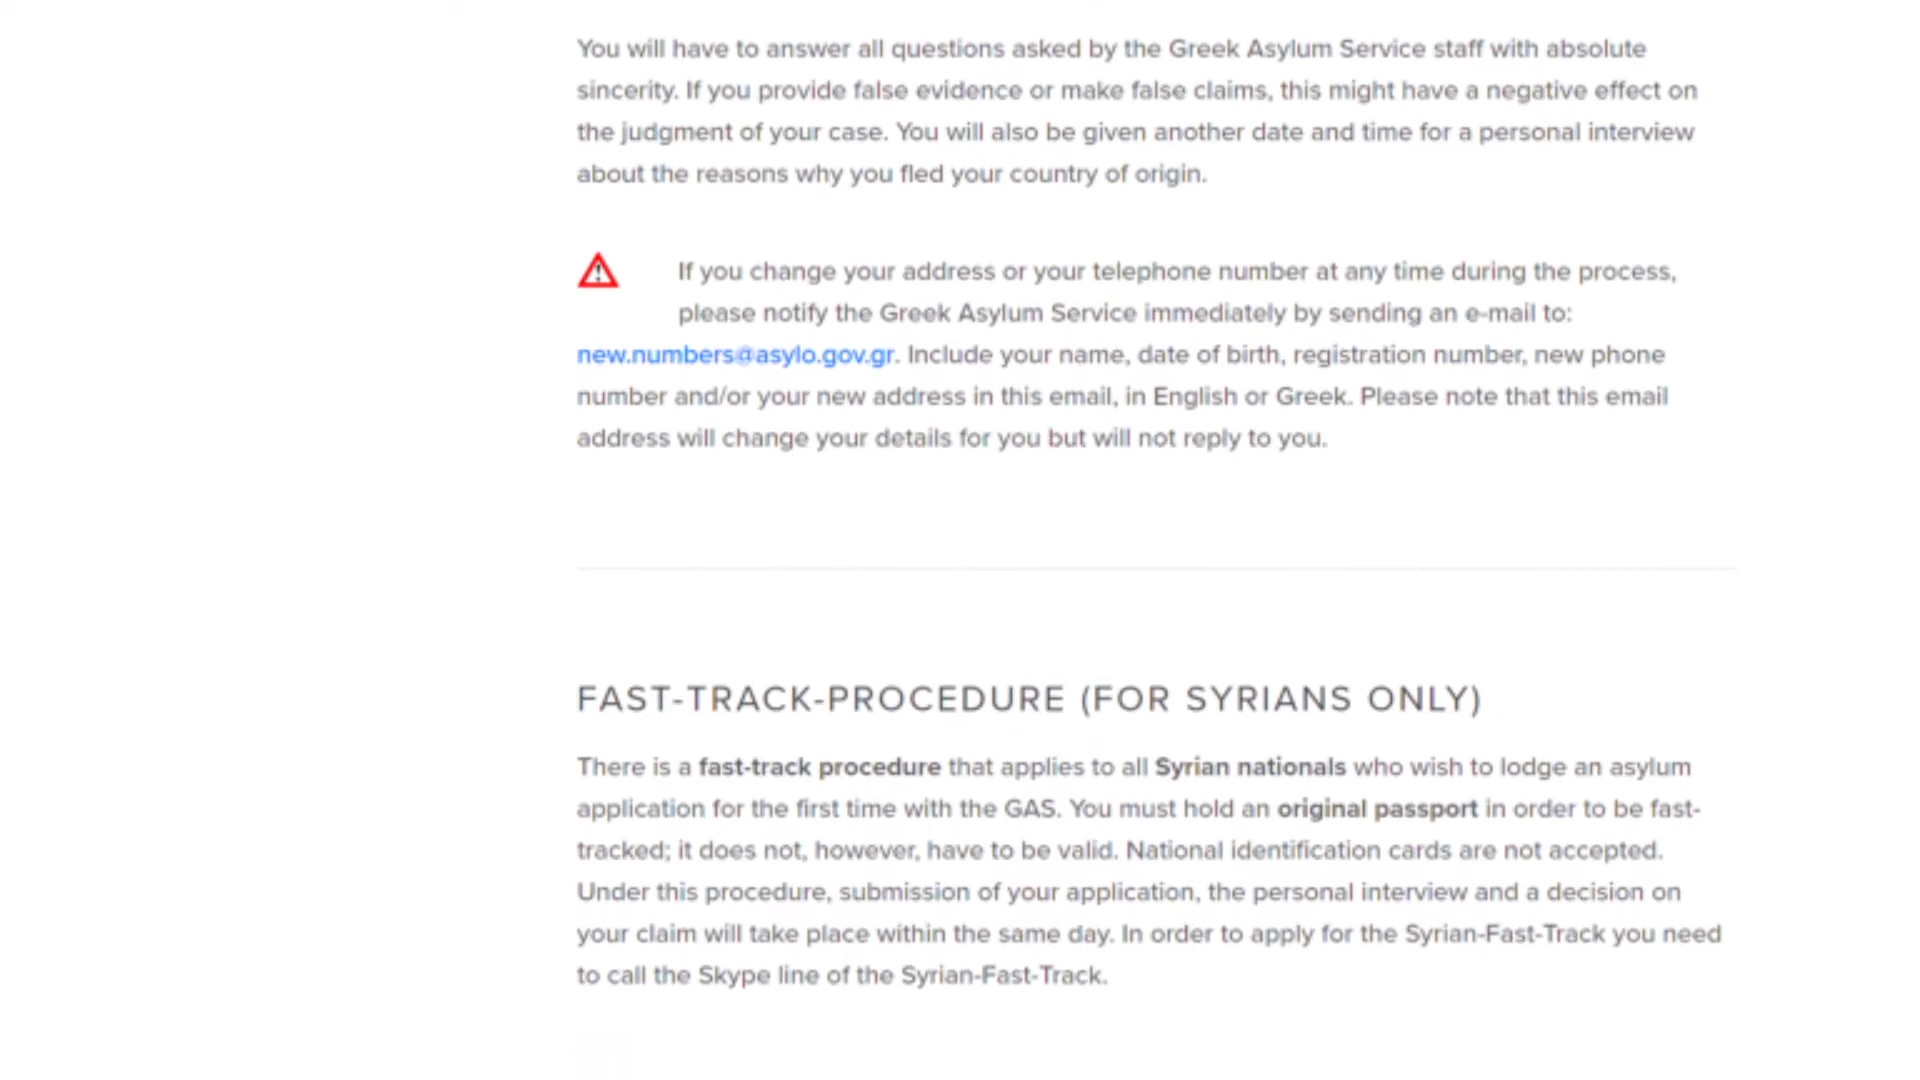 You will have to answer all questions asked by the Greek Asylum Service staff with absolute
sincerity. If you provide false evidence or make false claims, this might have a negative effect on
the judgment of your case. You will also be given another date and time for a personal interview
about the reasons why you fled your country of origin.
If you change your address or your telephone number at any time during the process,
please notify the Greek Asylum Service immediately by sending an e-mail to:
new.numbers@asylo.gov.gr. Include your name, date of birth, registration number, new phone
number and/or your new address in this email, in English or Greek. Please note that this email
address will change your details for you but will not reply to you.
FAST-TRACK-PROCEDURE (FOR SYRIANS ONLY)
There is a fast-track procedure that applies to all Syrian nationals who wish to lodge an asylum
application for the first time with the GAS. You must hold an original passport in order to be fast-
tracked; it does not, however, have to be valid. National identification cards are not accepted.
Under this procedure, submission of your application, the personal interview and a decision on
your claim will take place within the same day. In order to apply for the Syrian-Fast-Track you need
to call the Skype line of the Syrian-Fast-Track.